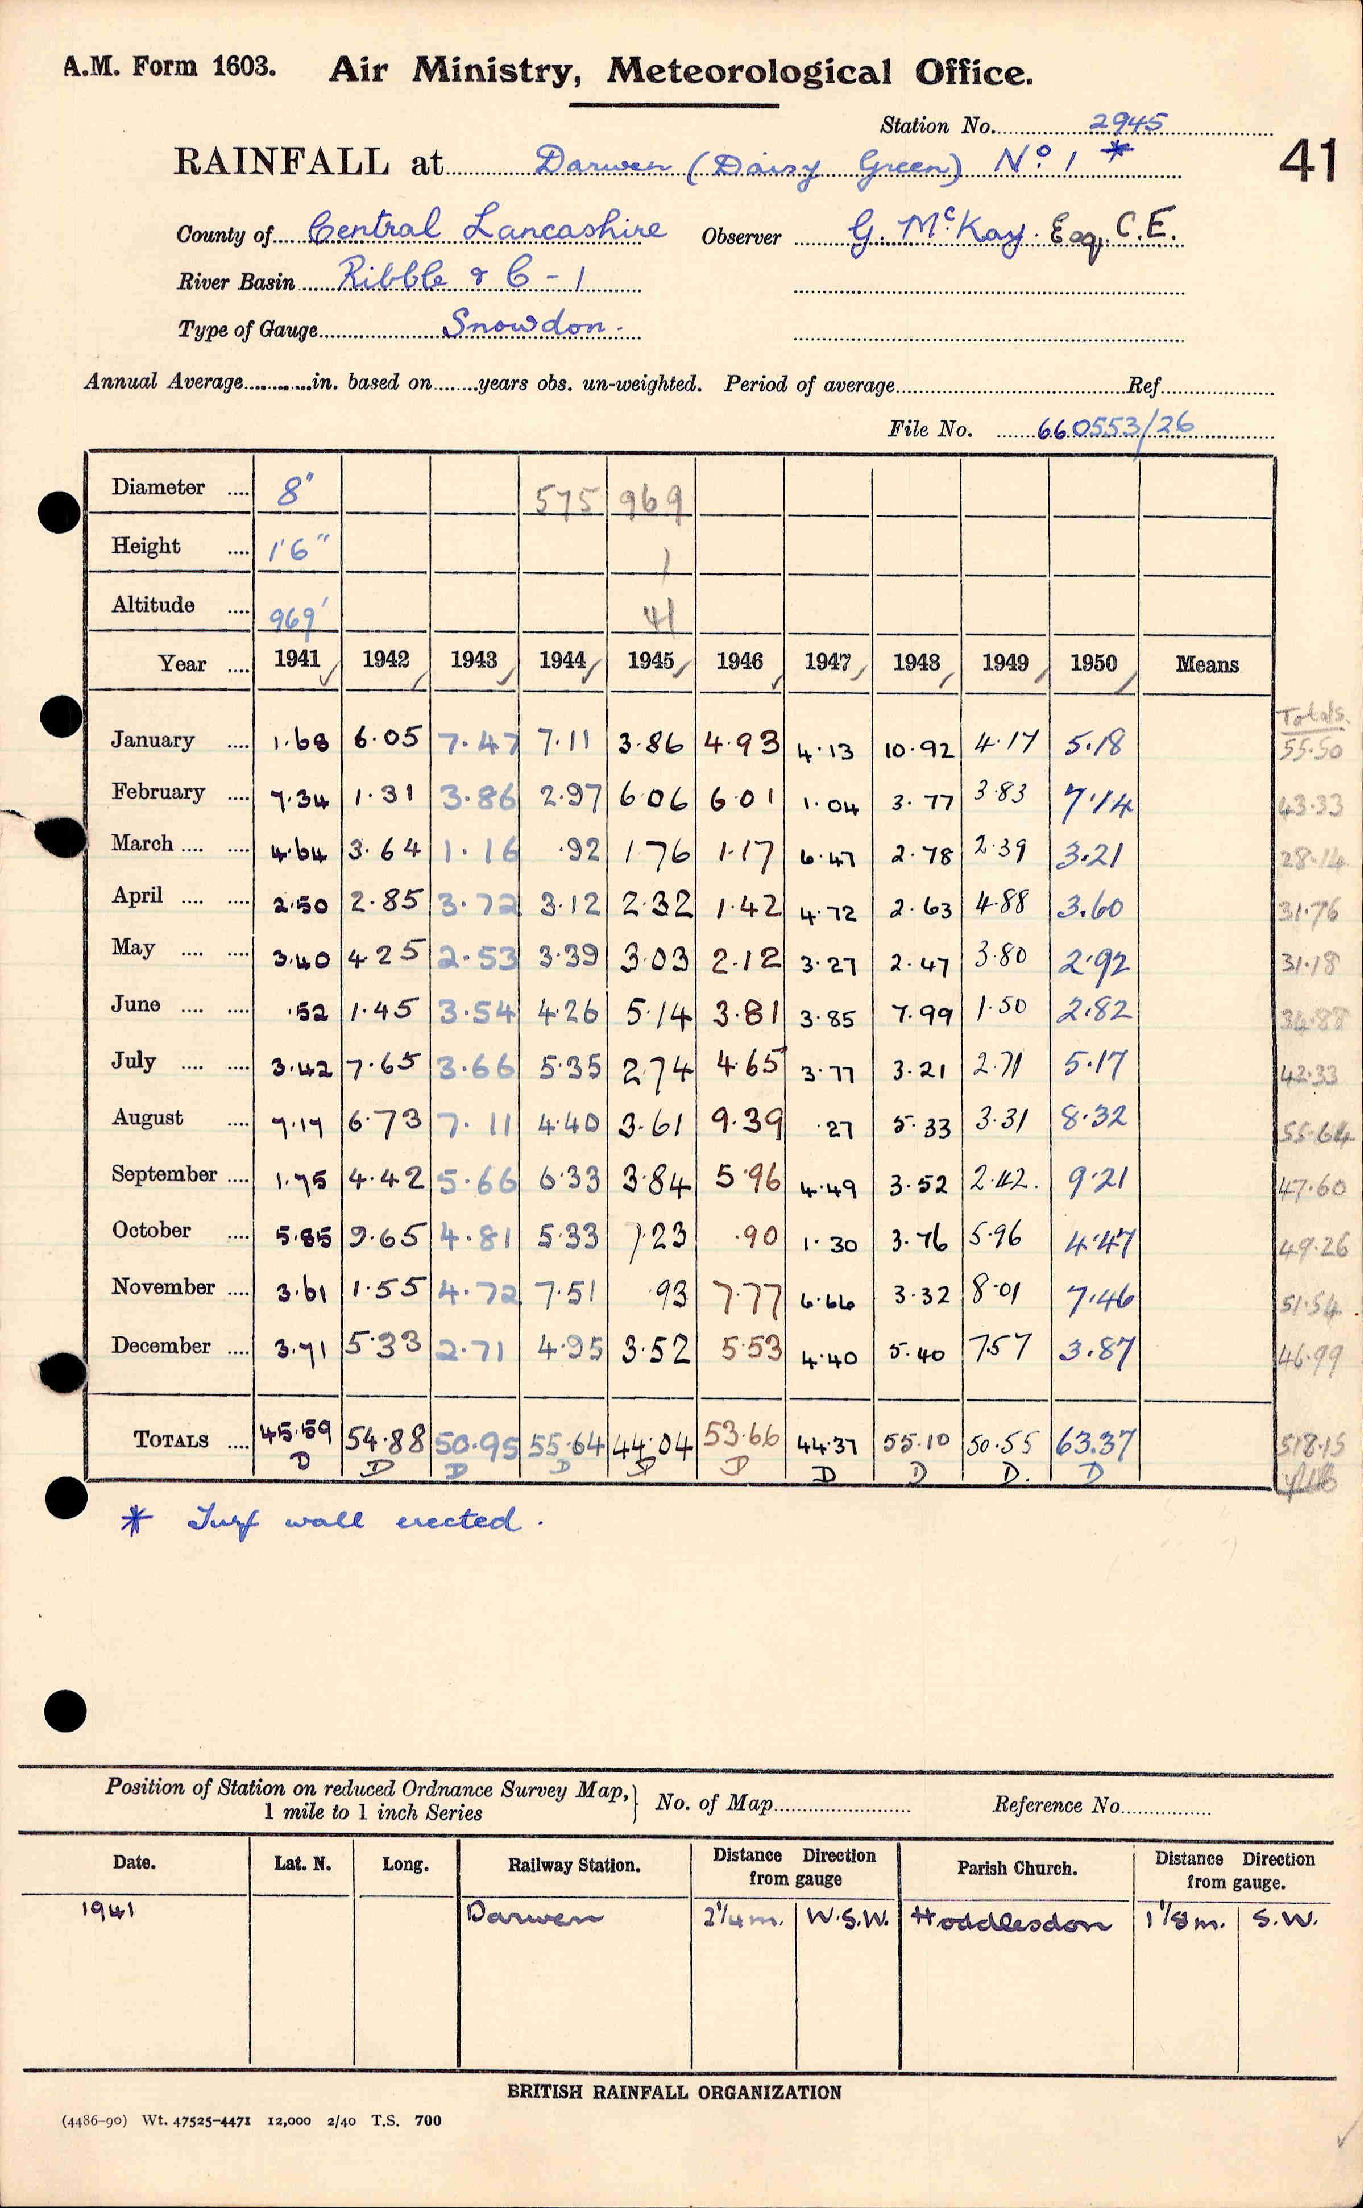 A.M. Form 1603. Air Ministry, Meteorological Office.
Station No. 2945
RAINFALL at Darwen (Daisy Green) No. 1 *
41
County of Central Lancashire Observer G. McKay. Esq. C.E.
River Basin Ribble & C - 1
Type of Gauge Snowdon.
Annual Average in. based on years obs. un-weighted. Period of average Ref
File No. 660553/26
Diameter 8" 575 969
Height 1'6" 1
Altitude 969' 41
Year 1941 1942 1943 1944 1945 1946 1947 1948 1949 1950 Means
Totals.
January 1.68 6.05 7.47 7.11 3.86 4.93 4.13 10.92 4.17 5.18 55.50
February 7.34 1.31 3.86 2.97 6.06 6.01 1.04 3.77 3.83 7.14 43.33
March 4.64 3.64 1.16 .92 1.76 1.17 6.47 2.78 2.39 3.21 28.14
April 2.50 2.85 3.72 3.12 2.32 1.42 4.72 2.63 4.88 3.60 31.76
May 3.40 4.25 2.53 3.39 3.03 2.12 3.27 2.47 3.80 2.92 31.18
June .52 1.45 3.54 4.26 5.14 3.81 3.85 7.99 1.50 2.82 34.88
July 3.42 7.65 3.66 5.35 2.74 4.65 3.77 3.21 2.71 5.17 42.33
August 7.17 6.73 7.11 4.40 3.61 9.39 .27 5.33 3.31 8.32 55.64
September 1.75 4.42 5.66 6.33 3.84 5.96 4.49 3.52 2.42. 9.21 47.60
October 5.85 9.65 4.81 5.33 7.23 .90 1.30 3.76 5.96 4.47 49.26
November 3.61 1.55 4.72 7.51 .93 7.77 6.66 3.32 8.01 7.46 51.54
December 3.71 5.33 2.71 4.95 3.52 5.53 4.40 5.40 7.57 3.87 46.99
TOTALS 45.59 54.88 50.95 55.64 44.04 53.66 44.37 55.10 50.55 63.37 518.15
D D D D D D D D D. D
* Turf wall erected.
Position of Station on reduced Ordnance Survey Map, 1 mile to 1 inch Series No. of Map Reference No.
Date. Lat. N. Long. Railway Station. Distance Direction from gauge Parish Church. Distance Direction from gauge.
1941 Darwen 2 1/4 m. W.S.W. Hoddlesdon 1 1/8 m. S.W.
BRITISH RAINFALL ORGANIZATION
(4486-90) Wt. 47525-4471 12,000 2/40 T.S. 700